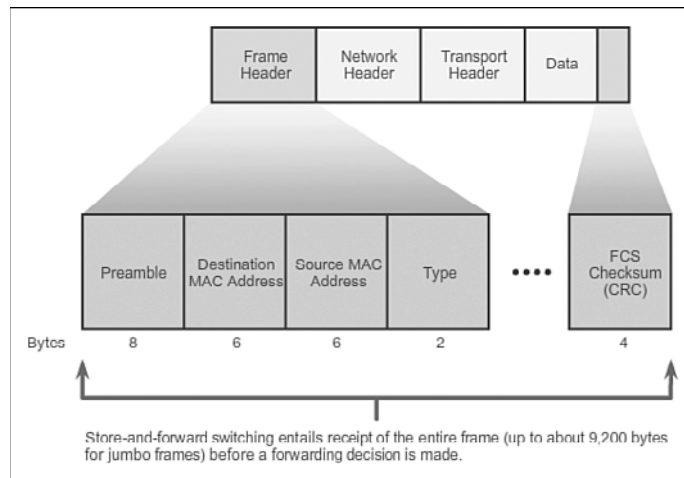 Frame Header
Network Header
Transport Header
Data
Preamble
Destination MAC Address
Source MAC Address
Type
FCS Checksum (CRC)
Bytes 8 6 6 2 4
Store-and-forward switching entails receipt of the entire frame (up to about 9,200 bytes
for jumbo frames) before a forwarding decision is made.